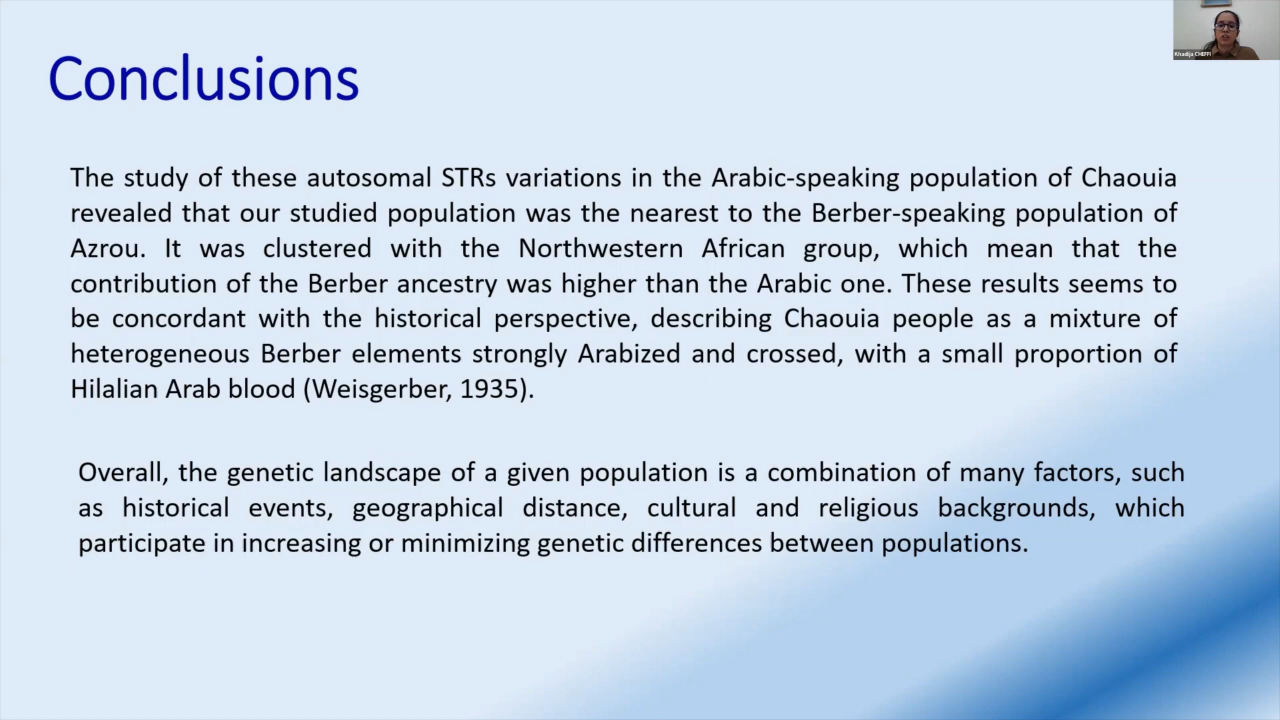 Khadija CHEFFI
Conclusions
The study of these autosomal STRs variations in the Arabic-speaking population of Chaouia
revealed that our studied population was the nearest to the Berber-speaking population of
Azrou. It was clustered with the Northwestern African group, which mean that the
contribution of the Berber ancestry was higher than the Arabic one. These results seems to
be concordant with the historical perspective, describing Chaouia people as a mixture of
heterogeneous Berber elements strongly Arabized and crossed, with a small proportion of
Hilalian Arab blood (Weisgerber, 1935).
Overall, the genetic landscape of a given population is a combination of many factors, such
as historical events, geographical distance, cultural and religious backgrounds, which
participate in increasing or minimizing genetic differences between populations.